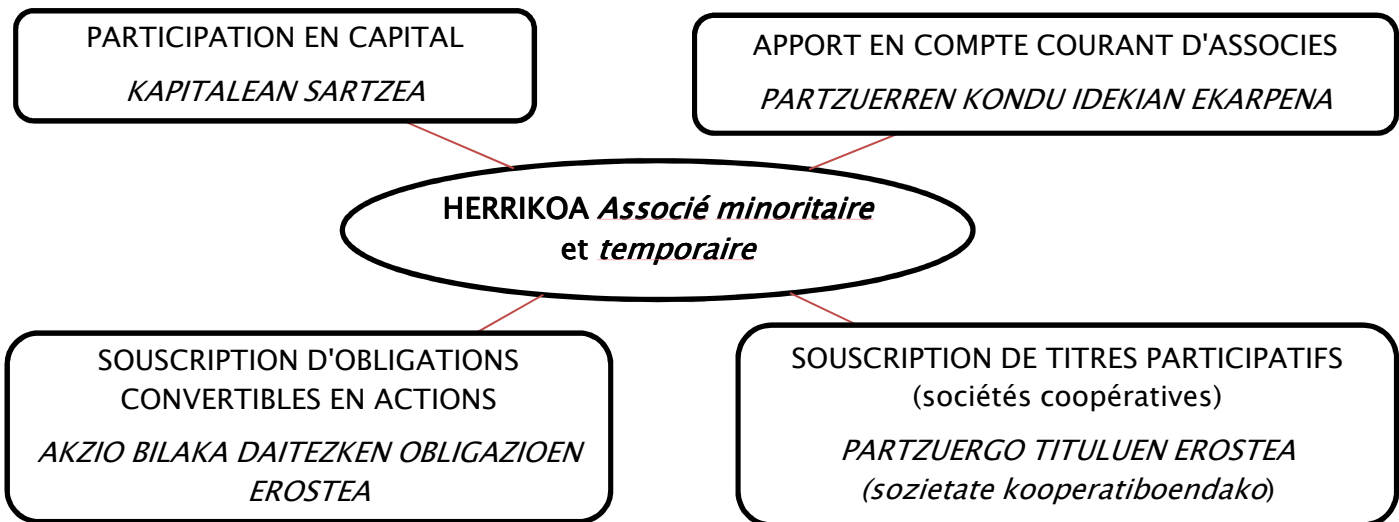 PARTICIPATION EN CAPITAL
KAPITALEAN SARTZEA
APPORT EN COMPTE COURANT D'ASSOCIES
PARTZUERREN KONDU IDEKIAN EKARPENA
HERRIKOA Associé minoritaire
et temporaire
SOUSCRIPTION D'OBLIGATIONS
CONVERTIBLES EN ACTIONS
AKZIO BILAKA DAITEZKEN OBLIGAZIOEN
EROSTEA
SOUSCRIPTION DE TITRES PARTICIPATIFS
(sociétés coopératives)
PARTZUERGO TITULUEN EROSTEA
(sozietate kooperatiboendako)